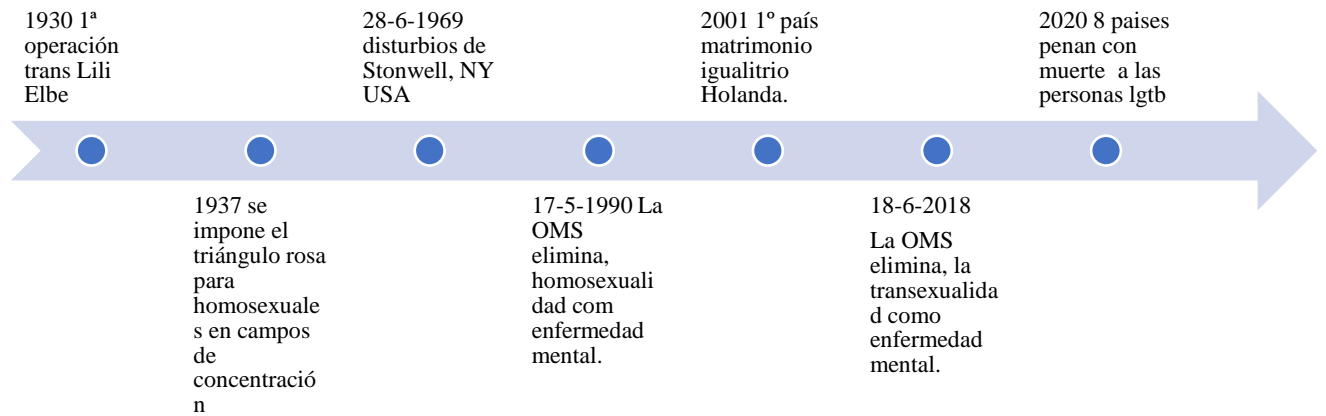 1930 1ª
operación
trans Lili
Elbe
1937 se
impone el
triángulo rosa
para
homosexuale
s en campos
de
concentració
n
28-6-1969
disturbios de
Stonwell, NY
USA
17-5-1990 La
OMS
elimina,
homosexuali
dad com
enfermedad
mental.
2001 1º país
matrimonio
igualitrio
Holanda.
18-6-2018
La OMS
elimina, la
transexualida
d como
enfermedad
mental.
2020 8 paises
penan con
muerte a las
personas lgtb